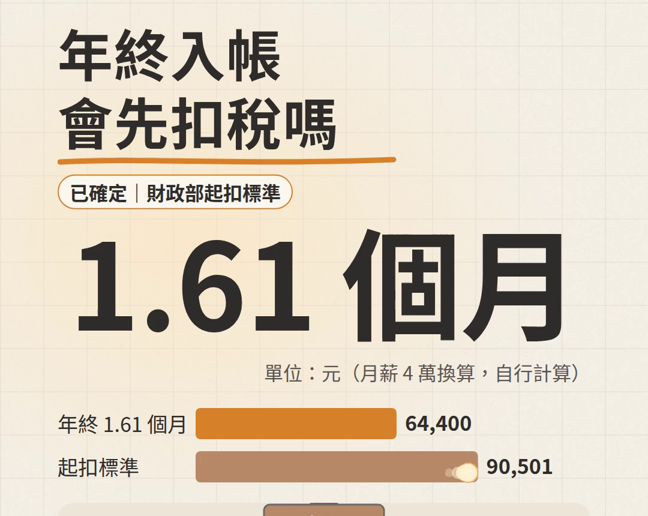 年終入帳
會先扣稅嗎
已確定｜財政部起扣標準
1.61 個月
單位：元（月薪 4 萬換算，自行計算）
年終 1.61 個月 64,400
起扣標準 90,501